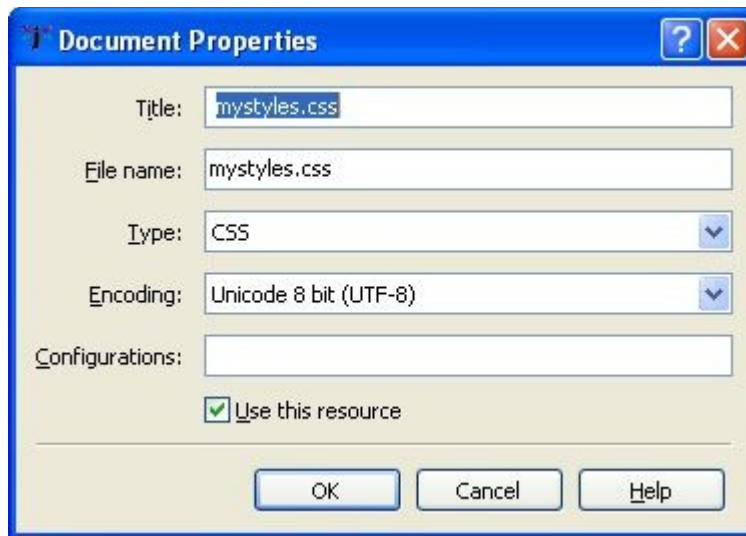 Document Properties
Title: mystyles.css
File name: mystyles.css
Type: CSS
Encoding: Unicode 8 bit (UTF-8)
Configurations:
Use this resource
OK Cancel Help